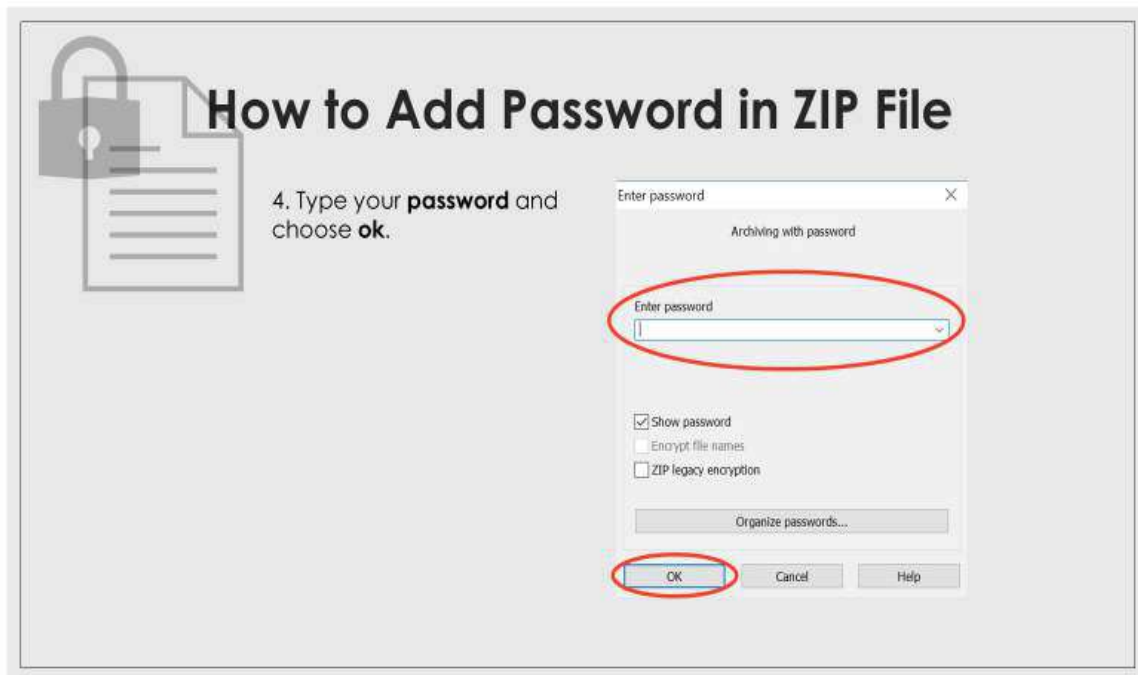 How to Add Password in ZIP File
4. Type your password and
choose ok.
Enter password
Archiving with password
Enter password
Show password
Encrypt file names
ZIP legacy encryption
Organize passwords...
OK
Cancel
Help